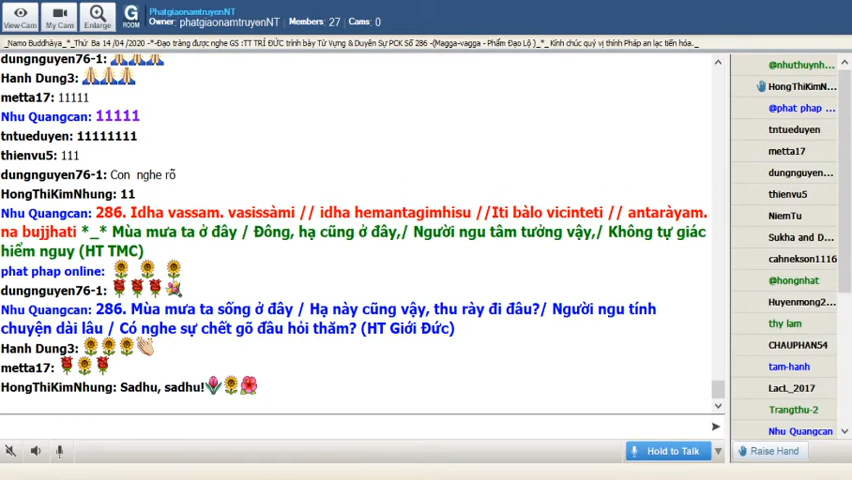 View Cam
My Cam
Enlarge
G
ROOM
PhatgiaonamtruyenNT
Owner: phatgiaonamtruyenNT Members: 27 Cams: 0
_Namo Buddhàya_*_Thứ Ba 14 /04 /2020 -*-Đạo tràng được nghe GS :TT TRÍ ĐỨC trình bày Từ Vựng & Duyên Sự PCK Số 286 -(Magga-vagga - Phẩm Đạo Lộ )_*_ Kính chúc quý vị thính Pháp an lạc tiến hóa._
dungnguyen76-1:
Hanh Dung3:
metta17: 11111
Nhu Quangcan: 11111
tntueduyen: 11111111
thienvu5: 111
dungnguyen76-1: Con nghe rõ
HongThiKimNhung: 11
Nhu Quangcan: 286. Idha vassam. vasissàmi // idha hemantagimhisu //Iti bàlo vicinteti // antaràyam.
na bujjhati *_* Mùa mưa ta ở đây / Đông, hạ cũng ở đây,/ Người ngu tâm tưởng vậy,/ Không tự giác
hiểm nguy (HT TMC)
phat phap online:
dungnguyen76-1:
Nhu Quangcan: 286. Mùa mưa ta sống ở đây / Hạ này cũng vậy, thu rày đi đâu?/ Người ngu tính
chuyện dài lâu / Có nghe sự chết gõ đầu hỏi thăm? (HT Giới Đức)
Hanh Dung3:
metta17:
HongThiKimNhung: Sadhu, sadhu!
@nhuthuynh...
HongThiKimN...
@phat phap ...
tntueduyen
metta17
dungnguyen...
thienvu5
NiemTu
Sukha and D...
cahnekson1116
@hongnhat
Huyenmong2...
thy lam
CHAUPHAN54
tam-hanh
LacL_2017
Trangthu-2
Nhu Quangcan
Hold to Talk
Raise Hand